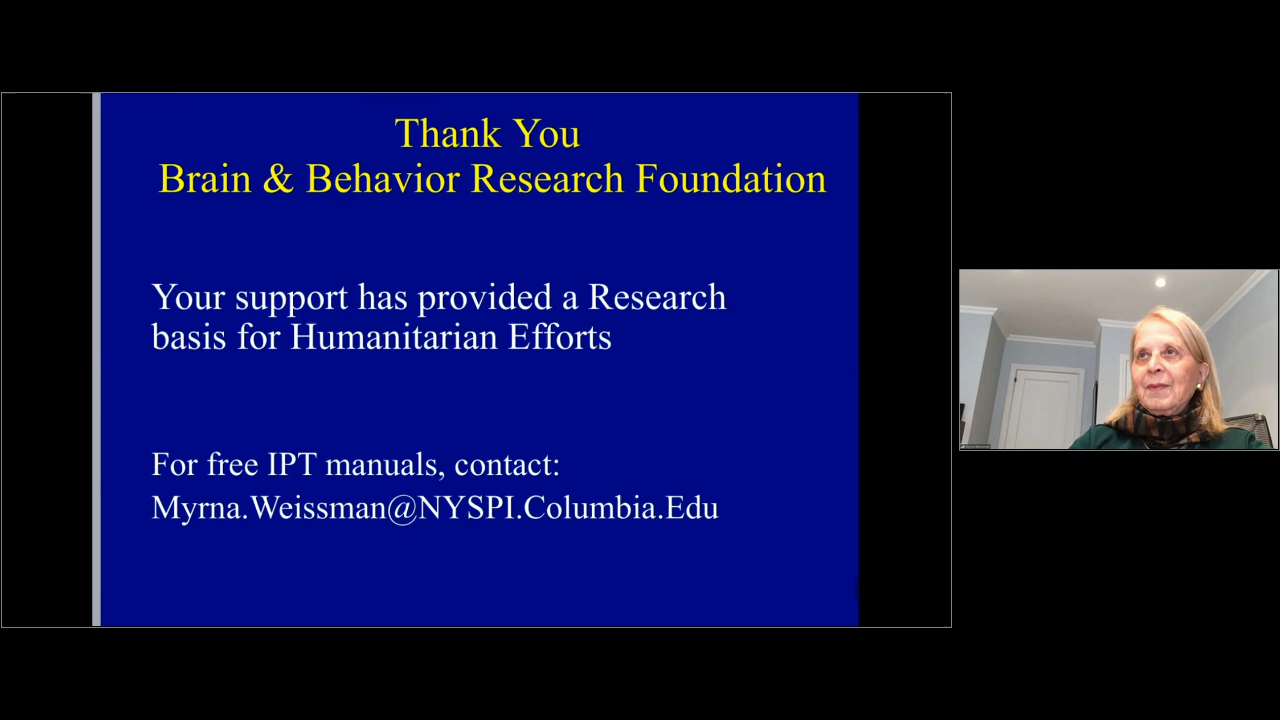 Thank You
Brain & Behavior Research Foundation
Your support has provided a Research
basis for Humanitarian Efforts
For free IPT manuals, contact:
Myrna.Weissman@NYSPI.Columbia.Edu